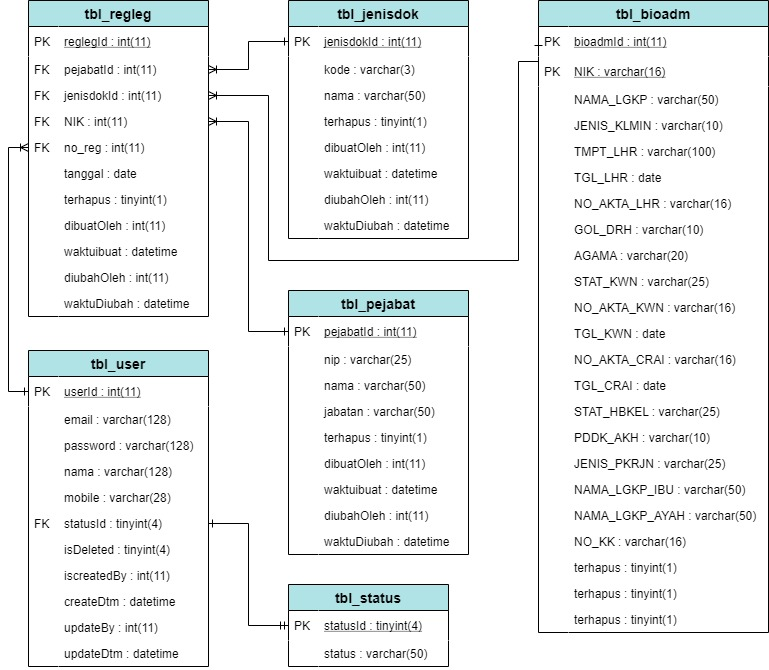 tbl_regleg
PK reglegId : int(11)
FK pejabatId : int(11)
FK jenisdokId : int(11)
FK NIK : int(11)
FK no_reg : int(11)
tanggal : date
terhapus : tinyint(1)
dibuatOleh : int(11)
waktuibuat : datetime
diubahOleh : int(11)
waktuDiubah : datetime
tbl_jenisdok
PK jenisdokId : int(11)
kode : varchar(3)
nama : varchar(50)
terhapus : tinyint(1)
dibuatOleh : int(11)
waktuibuat : datetime
diubahOleh : int(11)
waktuDiubah : datetime
tbl_bioadm
PK bioadmId : int(11)
PK NIK : varchar(16)
NAMA_LGKP : varchar(50)
JENIS_KLMIN : varchar(10)
TMPT_LHR : varchar(100)
TGL_LHR : date
NO_AKTA_LHR : varchar(16)
GOL_DRH : varchar(10)
AGAMA : varchar(20)
STAT_KWN : varchar(25)
NO_AKTA_KWN : varchar(16)
TGL_KWN : date
NO_AKTA_CRAI : varchar(16)
TGL_CRAI : date
STAT_HBKEL : varchar(25)
PDDK_AKH : varchar(10)
JENIS_PKRJN : varchar(25)
NAMA_LGKP_IBU : varchar(50)
NAMA_LGKP_AYAH : varchar(50)
NO_KK : varchar(16)
terhapus : tinyint(1)
terhapus : tinyint(1)
terhapus : tinyint(1)
tbl_pejabat
PK pejabatId : int(11)
nip : varchar(25)
nama : varchar(50)
jabatan : varchar(50)
terhapus : tinyint(1)
dibuatOleh : int(11)
waktuibuat : datetime
diubahOleh : int(11)
waktuDiubah : datetime
tbl_user
PK userId : int(11)
email : varchar(128)
password : varchar(128)
nama : varchar(128)
mobile : varchar(28)
FK statusId : tinyint(4)
isDeleted : tinyint(4)
iscreatedBy : int(11)
createDtm : datetime
updateBy : int(11)
updateDtm : datetime
tbl_status
PK statusId : tinyint(4)
status : varchar(50)